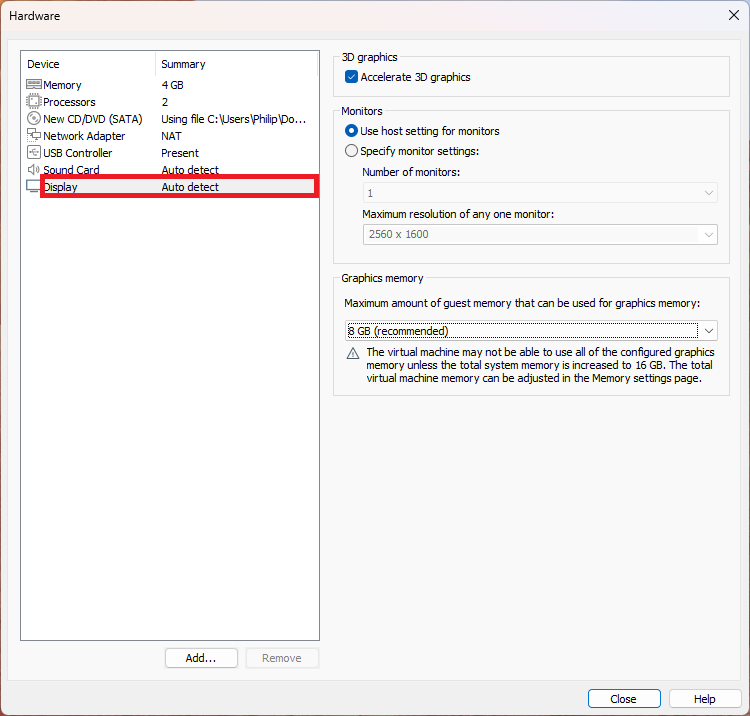 Hardware
Device Summary
Memory 4 GB
Processors 2
New CD/DVD (SATA) Using file C:\Users\Philip\Do...
Network Adapter NAT
USB Controller Present
Sound Card Auto detect
Display Auto detect
Add...
Remove
3D graphics
Accelerate 3D graphics
Monitors
Use host setting for monitors
Specify monitor settings:
Number of monitors:
1
Maximum resolution of any one monitor:
2560 x 1600
Graphics memory
Maximum amount of guest memory that can be used for graphics memory:
8 GB (recommended)
The virtual machine may not be able to use all of the configured graphics
memory unless the total system memory is increased to 16 GB. The total
virtual machine memory can be adjusted in the Memory settings page.
Close
Help